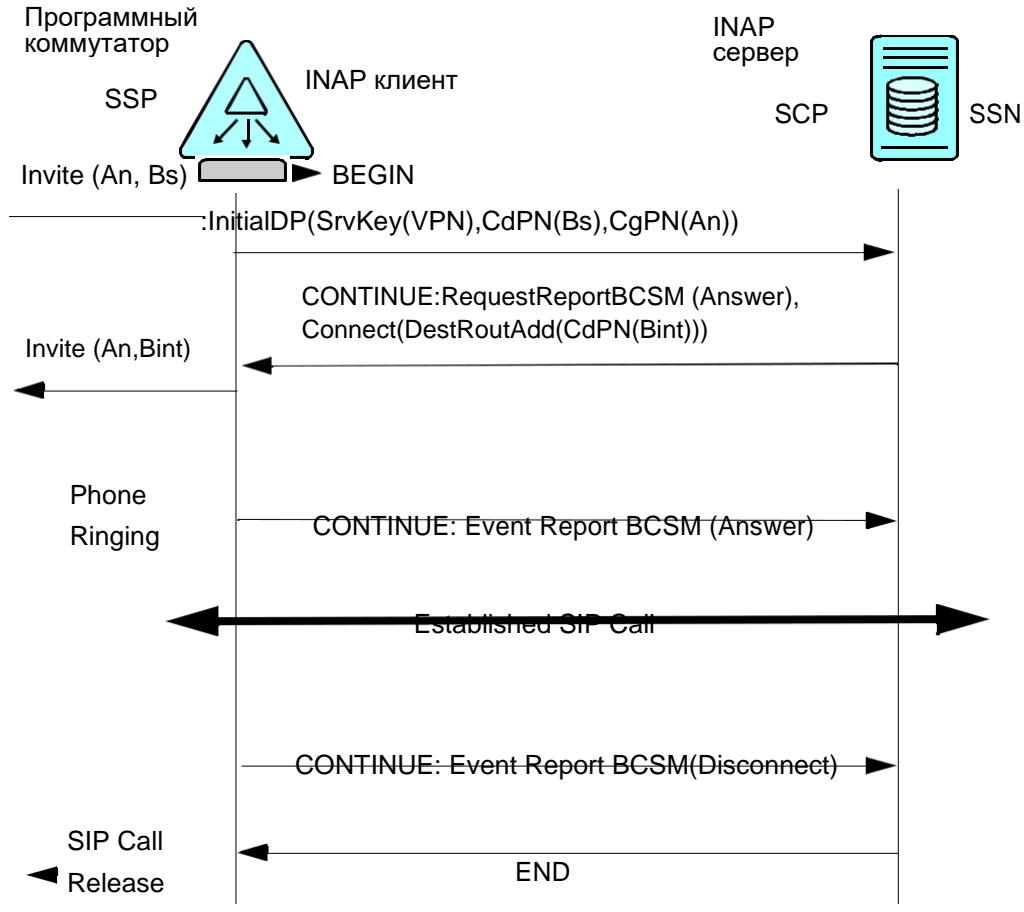 Программный
коммутатор
INAP
сервер
INAP клиент
SSP
SCP
SSN
Invite (An, Bs)
BEGIN
:InitialDP(SrvKey(VPN),CdPN(Bs),CgPN(An))
CONTINUE:RequestReportBCSM (Answer),
Connect(DestRoutAdd(CdPN(Bint)))
Invite (An,Bint)
Phone
Ringing
CONTINUE: Event Report BCSM (Answer)
Established SIP Call
CONTINUE: Event Report BCSM(Disconnect)
SIP Call
Release
END